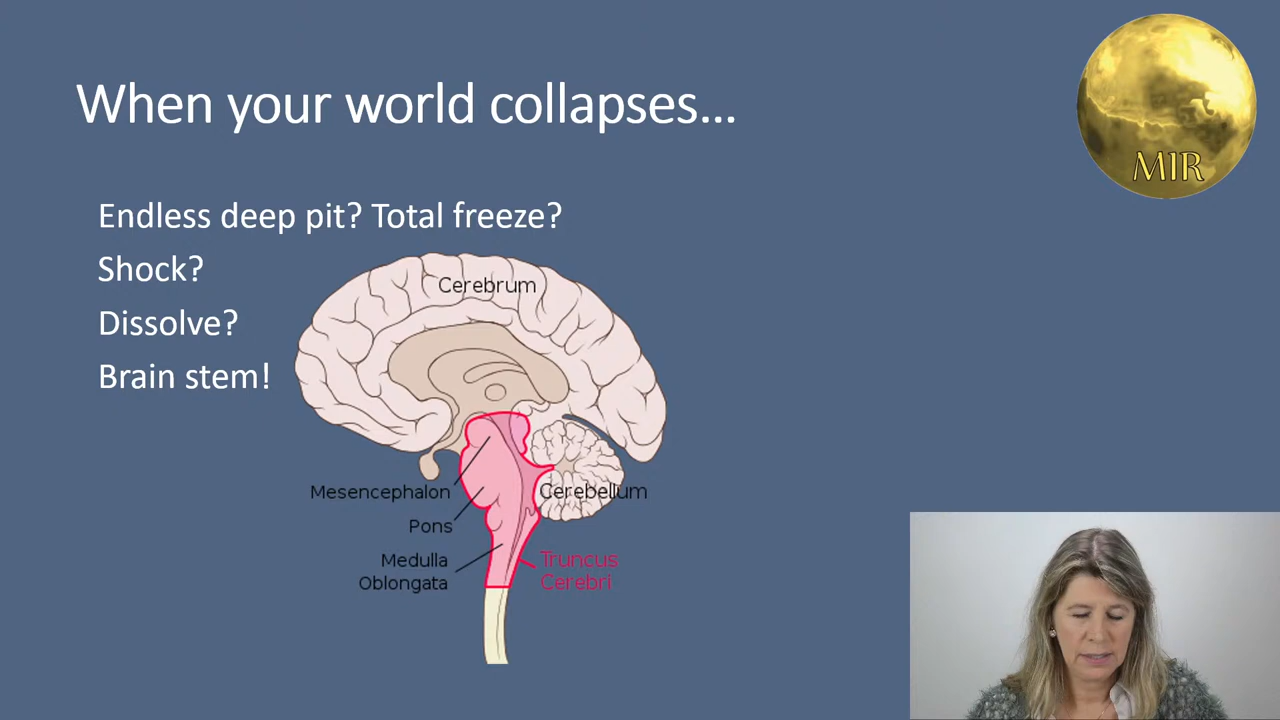 When your world collapses...
MIR
Endless deep pit? Total freeze?
Shock?
Dissolve?
Brain stem!
Cerebrum
Mesencephalon
Cerebellum
Pons
Medulla
Oblongata
Truncus
Cerebri